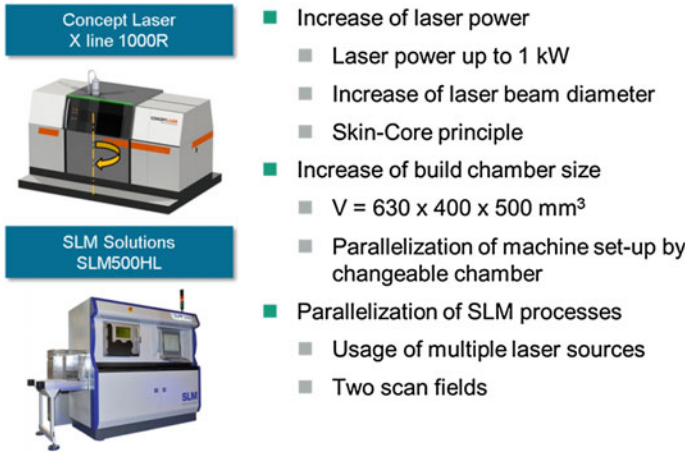 Concept Laser
X line 1000R
CONCEPTLASER
SLM Solutions
SLM500HL
SLM
Increase of laser power
Laser power up to 1 kW
Increase of laser beam diameter
Skin-Core principle
Increase of build chamber size
V = 630 x 400 x 500 mm³
Parallelization of machine set-up by
changeable chamber
Parallelization of SLM processes
Usage of multiple laser sources
Two scan fields